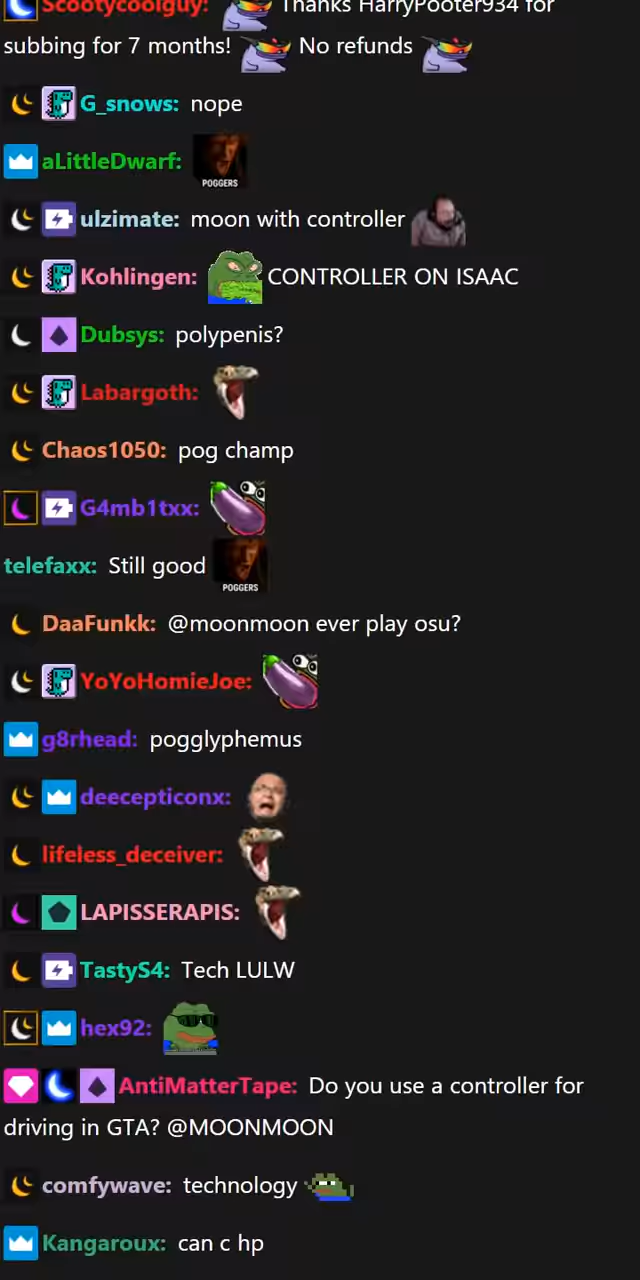 Scootycoolguy: Thanks HarryPooter934 for
subbing for 7 months! No refunds
G_snows: nope
aLittleDwarf: POGGERS
ulzimate: moon with controller
Kohlingen: CONTROLLER ON ISAAC
Dubsys: polypenis?
Labargoth:
Chaos1050: pog champ
G4mb1txx:
telefaxx: Still good POGGERS
DaaFunkk: @moonmoon ever play osu?
YoYoHomieJoe:
g8rhead: pogglyphemus
deecepticonx:
lifeless_deceiver:
LAPISSERAPIS:
TastyS4: Tech LULW
hex92:
AntiMatterTape: Do you use a controller for
driving in GTA? @MOONMOON
comfywave: technology
Kangaroux: can c hp